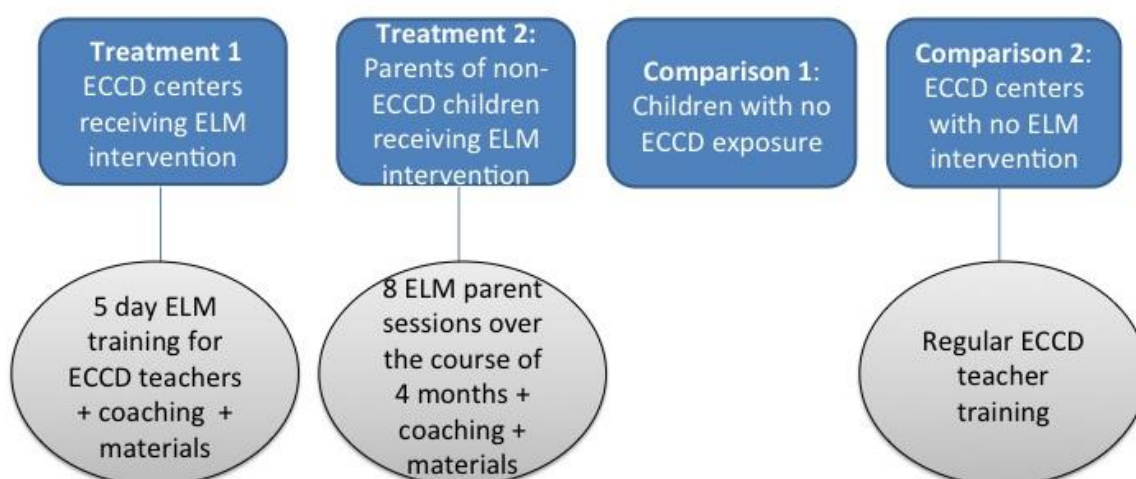 Treatment 1
ECCD centers
receiving ELM
intervention
Treatment 2:
Parents of non-
ECCD children
receiving ELM
intervention
Comparison 1:
Children with no
ECCD exposure
Comparison 2:
ECCD centers
with no ELM
intervention
5 day ELM
training for
ECCD teachers
+ coaching +
materials
8 ELM parent
sessions over
the course of
4 months +
coaching +
materials
Regular ECCD
teacher
training